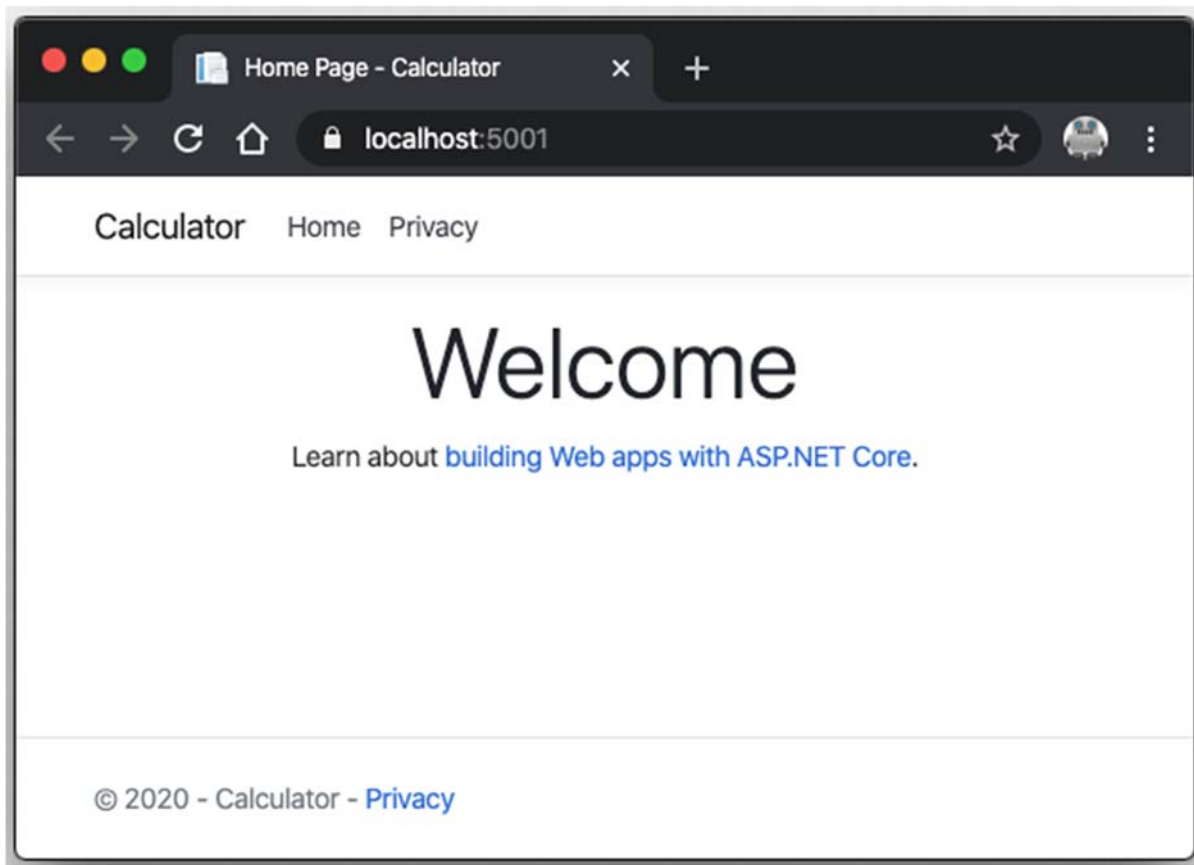 Home Page - Calculator
localhost:5001
Calculator Home Privacy
Welcome
Learn about building Web apps with ASP.NET Core.
© 2020 - Calculator - Privacy